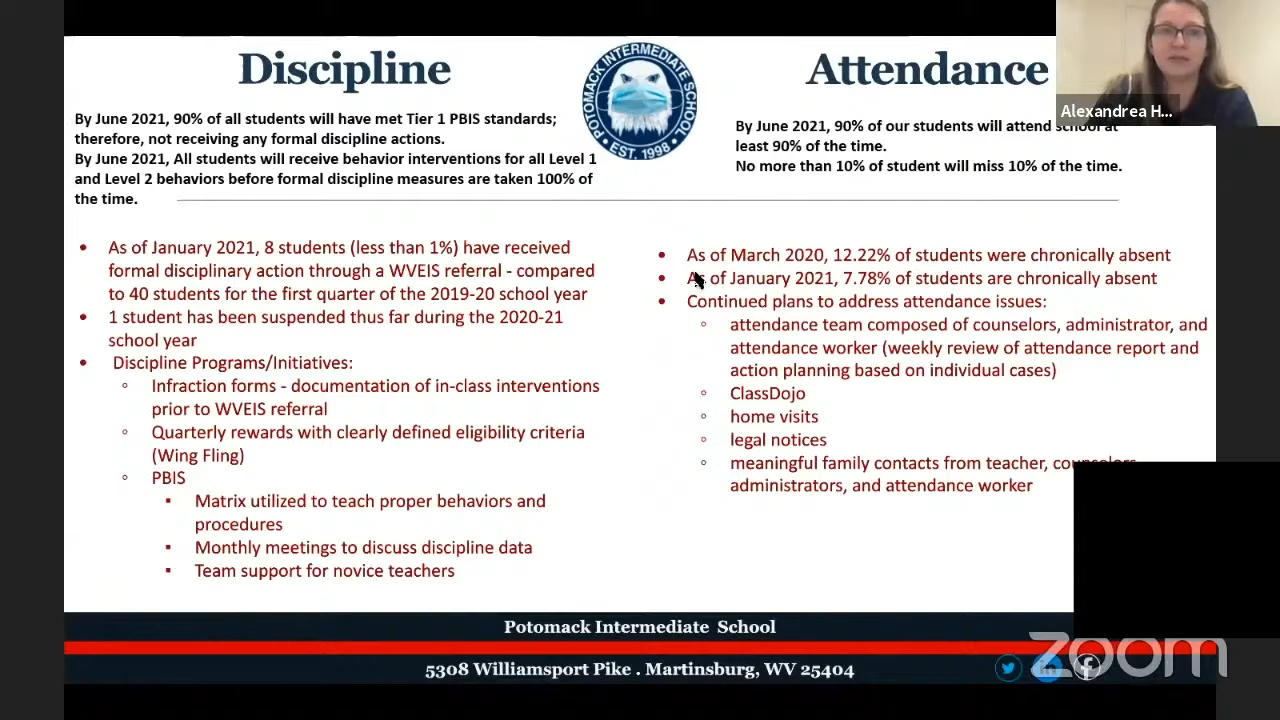 Discipline
By June 2021, 90% of all students will have met Tier 1 PBIS standards;
therefore, not receiving any formal discipline actions.
By June 2021, All students will receive behavior interventions for all Level 1
and Level 2 behaviors before formal discipline measures are taken 100% of
the time.
POTOMACK INTERMEDIATE SCHOOL
EST. 1998
Attendance
By June 2021, 90% of our students will attend school at
least 90% of the time.
No more than 10% of student will miss 10% of the time.
Alexandrea H...
As of January 2021, 8 students (less than 1%) have received
formal disciplinary action through a WVEIS referral - compared
to 40 students for the first quarter of the 2019-20 school year
1 student has been suspended thus far during the 2020-21
school year
Discipline Programs/Initiatives:
Infraction forms - documentation of in-class interventions
prior to WVEIS referral
Quarterly rewards with clearly defined eligibility criteria
(Wing Fling)
PBIS
Matrix utilized to teach proper behaviors and
procedures
Monthly meetings to discuss discipline data
Team support for novice teachers
As of March 2020, 12.22% of students were chronically absent
As of January 2021, 7.78% of students are chronically absent
Continued plans to address attendance issues:
attendance team composed of counselors, administrator, and
attendance worker (weekly review of attendance report and
action planning based on individual cases)
ClassDojo
home visits
legal notices
meaningful family contacts from teacher, counselors,
administrators, and attendance worker
Potomack Intermediate School
5308 Williamsport Pike . Martinsburg, WV 25404
zoom